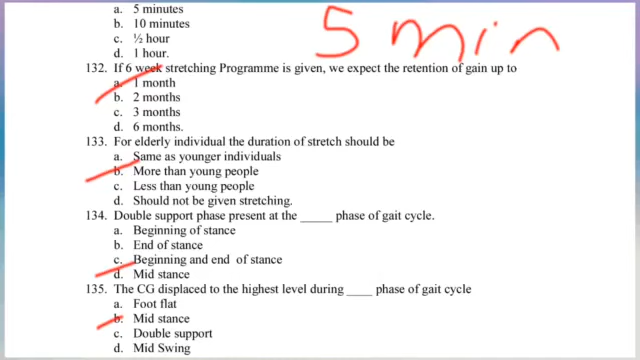 a. 5 minutes
b. 10 minutes
c. ½ hour
d. 1 hour.
5 min
132. If 6 week stretching Programme is given, we expect the retention of gain up to
a. 1 month
b. 2 months
c. 3 months
d. 6 months.
133. For elderly individual the duration of stretch should be
a. Same as younger individuals
b. More than young people
c. Less than young people
d. Should not be given stretching.
134. Double support phase present at the _____ phase of gait cycle.
a. Beginning of stance
b. End of stance
c. Beginning and end of stance
d. Mid stance
135. The CG displaced to the highest level during ____ phase of gait cycle
a. Foot flat
b. Mid stance
c. Double support
d. Mid Swing